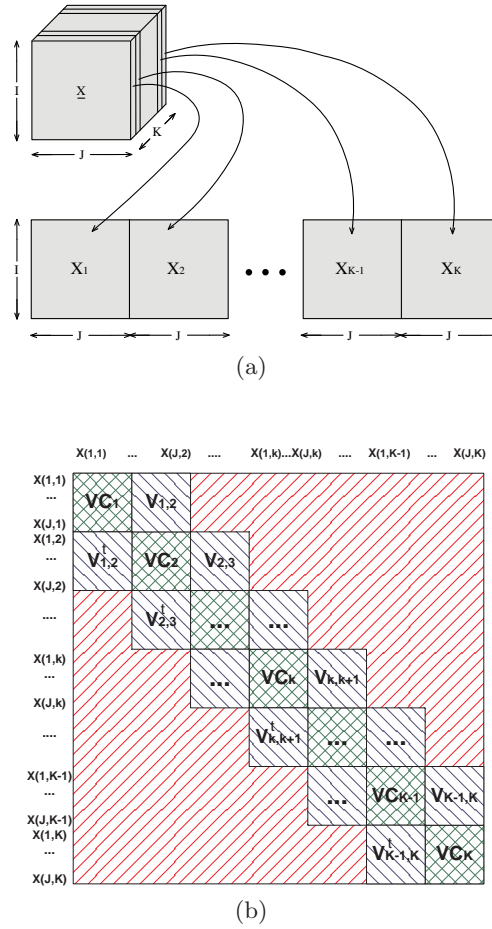 I
X
K
J
I
X1
X2
• • •
XK-1
XK
J
J
J
J
(a)
X(1,1) ... X(J,2) .... X(1,k)...X(J,k) .... X(1,K-1) ... X(J,K)
X(1,1)
...
X(J,1)
VC1
V1,2
X(1,2)
...
X(J,2)
Vt1,2
VC2
V2,3
....
Vt2,3
...
...
X(1,k)
...
X(J,k)
...
VCk
Vk,k+1
....
Vtk,k+1
...
...
X(1,K-1)
...
X(J,K-1)
...
VCK-1
VK-1,K
X(1,K)
...
X(J,K)
VtK-1,K
VCK
(b)